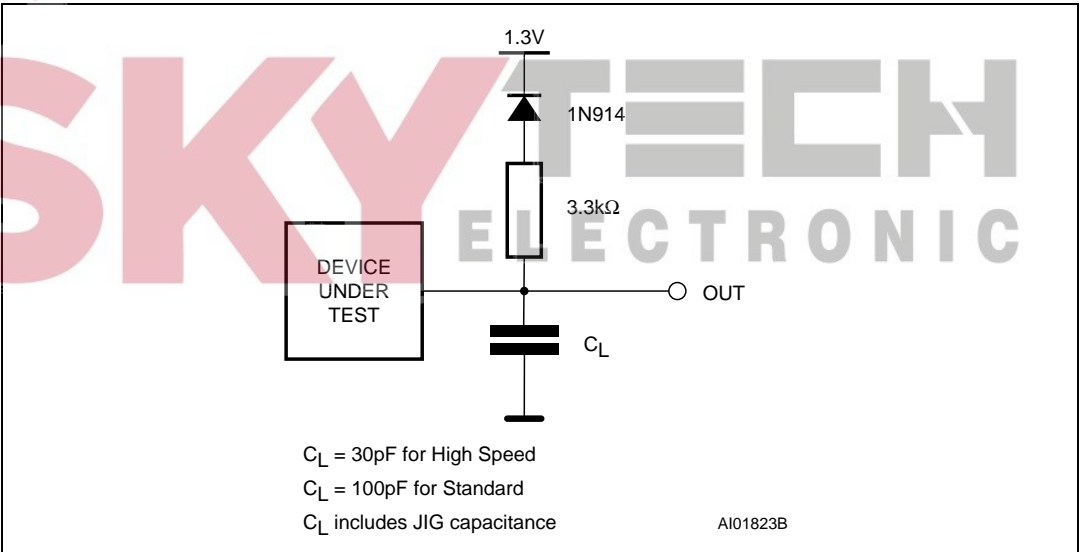 SKYTECH
ELECTRONIC
1.3V
1N914
3.3kΩ
DEVICE
UNDER
TEST
OUT
CL
CL = 30pF for High Speed
CL = 100pF for Standard
CL includes JIG capacitance
AI01823B